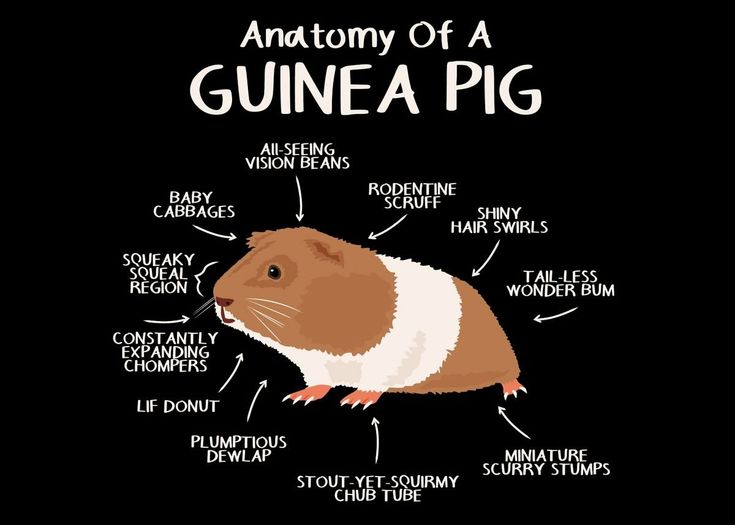 Anatomy Of A
GUINEA PIG
All-SEEING
VISION BEANS
BABY
CABBAGES
RODENTINE
SCRUFF
SHINY
HAIR SWIRLS
SQUEAKY
SQUEAL
REGION
TAIL-LESS
WONDER BUM
CONSTANTLY
EXPANDING
CHOMPERS
LIF DONUT
PLUMPTIOUS
DEWLAP
STOUT-YET-SQUIRMY
CHUB TUBE
MINIATURE
SCURRY STUMPS